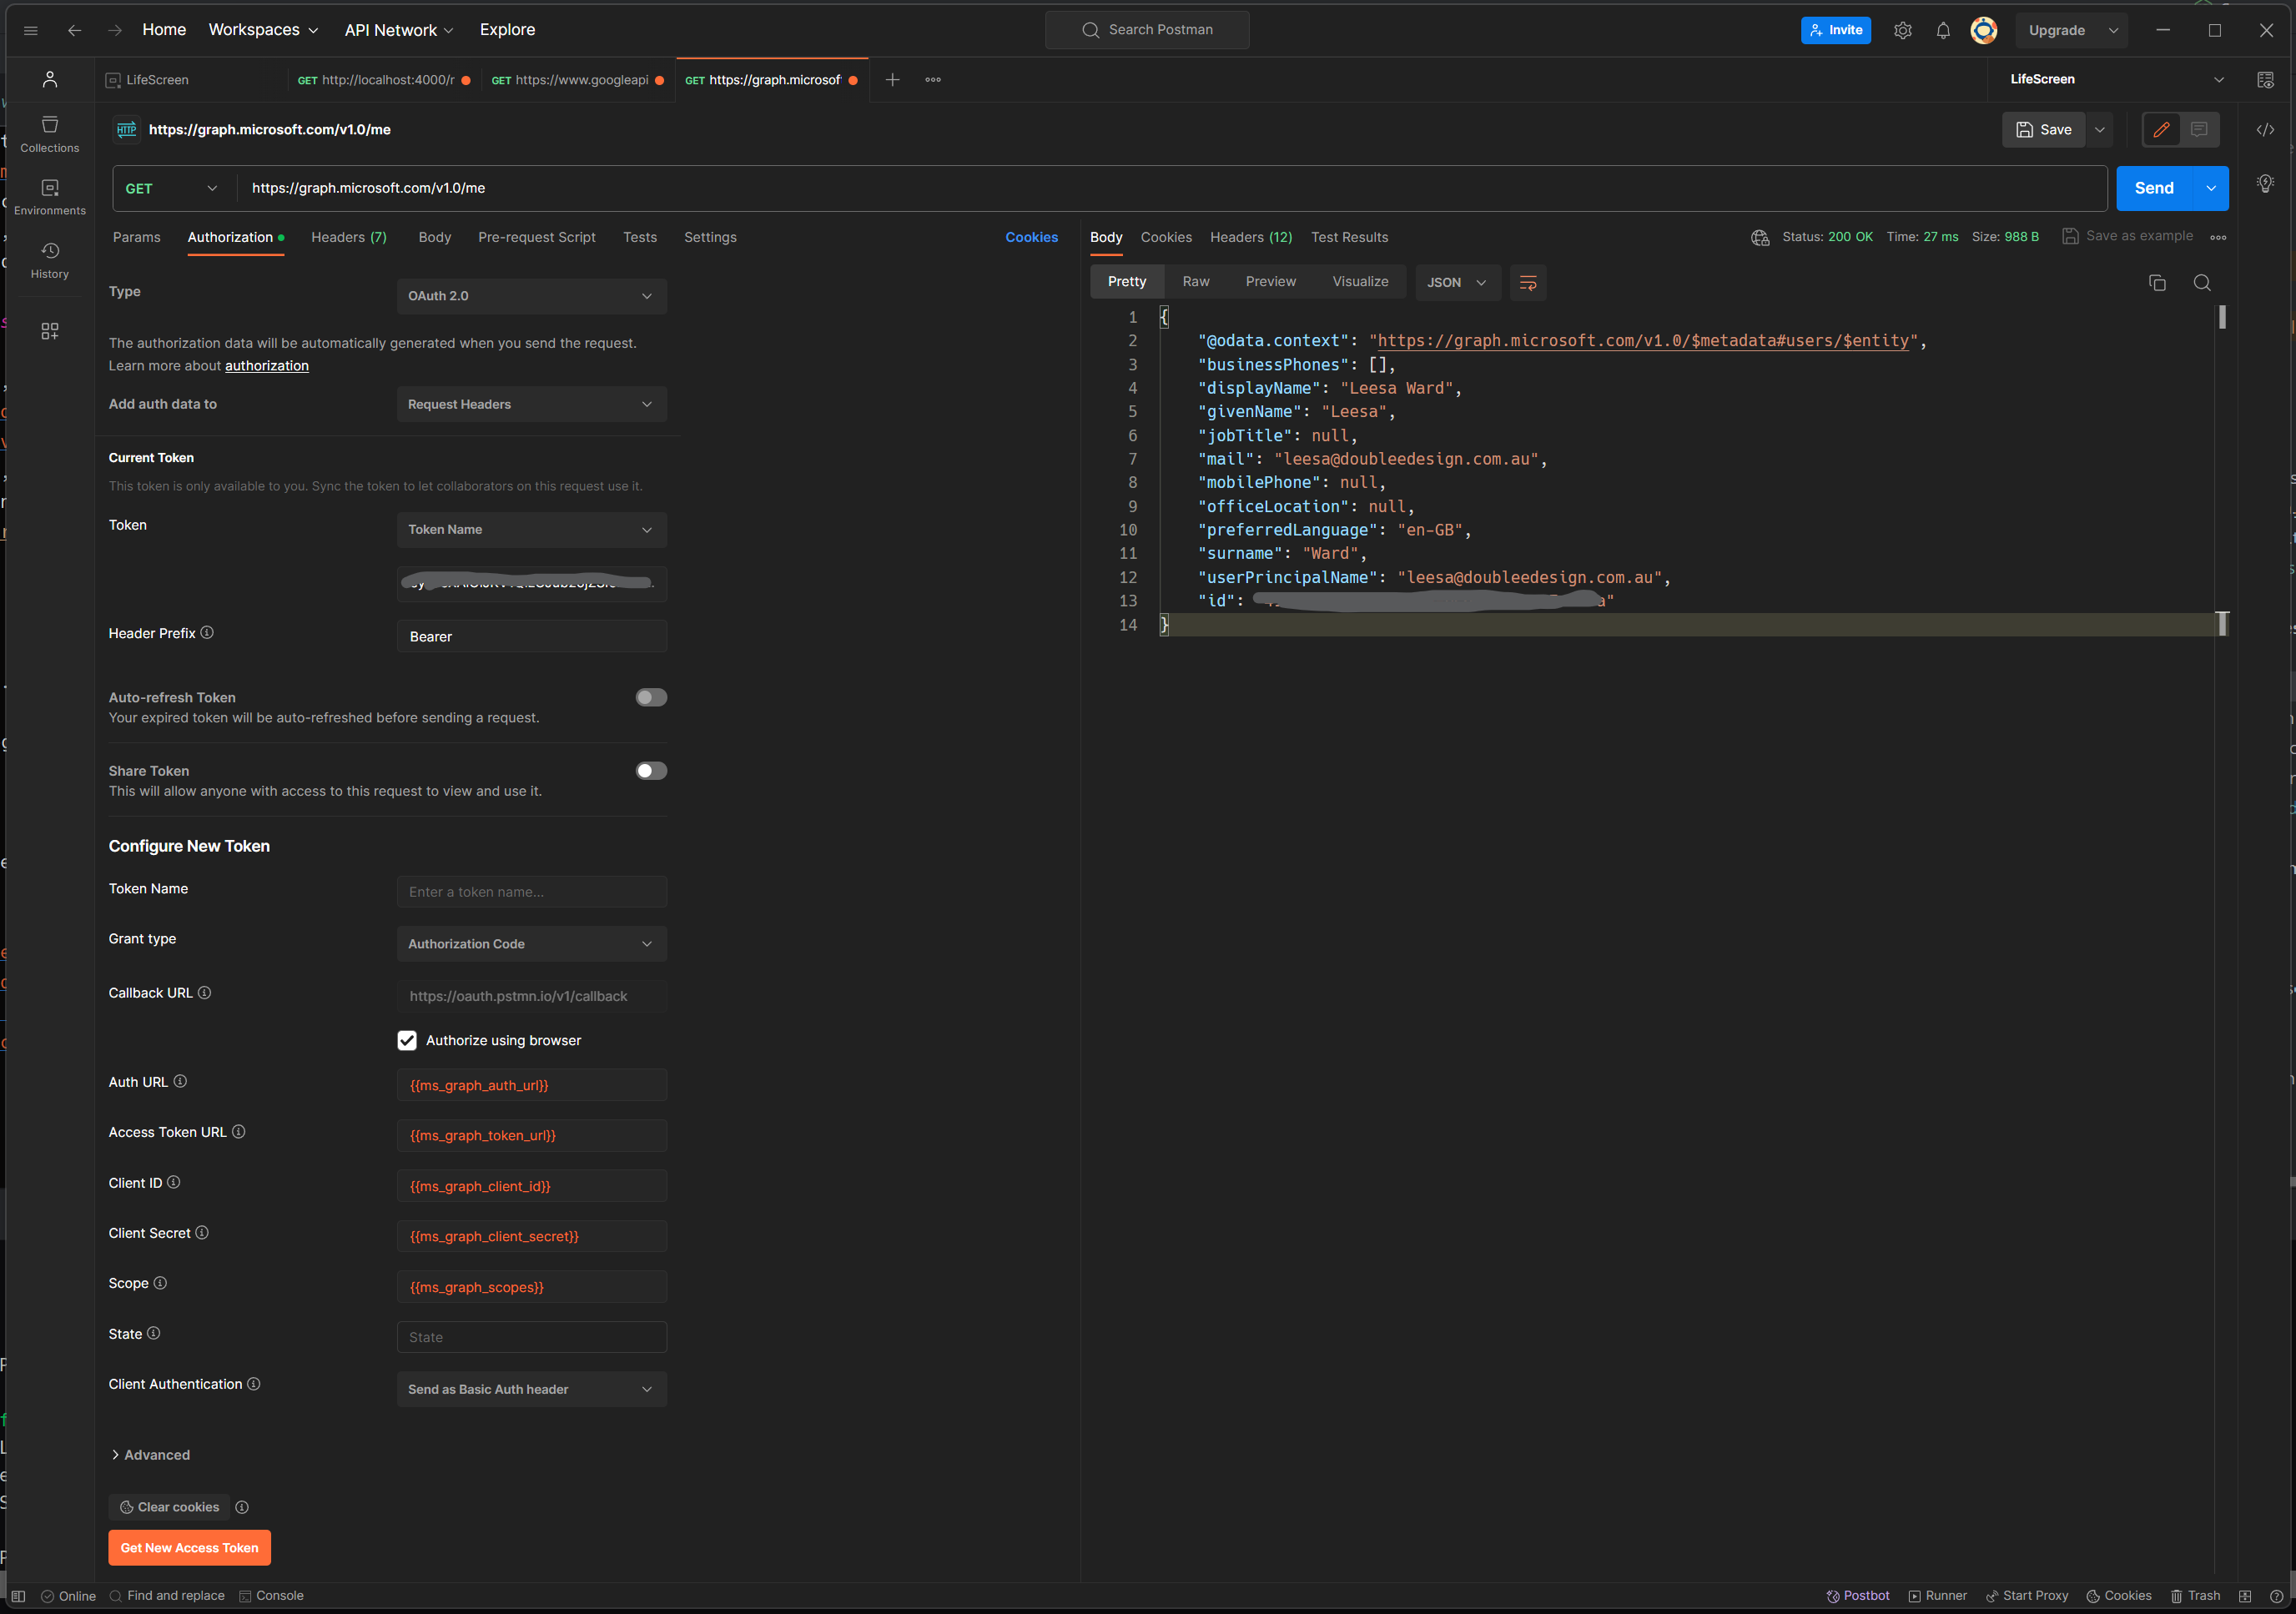 Home Workspaces API Network Explore Search Postman Invite Upgrade
LifeScreen GET http://localhost:4000/r GET https://www.googleapi GET https://graph.microsof LifeScreen
Collections
Environments
History
HTTP https://graph.microsoft.com/v1.0/me Save
GET https://graph.microsoft.com/v1.0/me Send
Params Authorization Headers (7) Body Pre-request Script Tests Settings Cookies
Type OAuth 2.0
The authorization data will be automatically generated when you send the request.
Learn more about authorization
Add auth data to Request Headers
Current Token
This token is only available to you. Sync the token to let collaborators on this request use it.
Token Token Name
Header Prefix Bearer
Auto-refresh Token
Your expired token will be auto-refreshed before sending a request.
Share Token
This will allow anyone with access to this request to view and use it.
Configure New Token
Token Name Enter a token name...
Grant type Authorization Code
Callback URL https://oauth.pstmn.io/v1/callback
Authorize using browser
Auth URL {{ms_graph_auth_url}}
Access Token URL {{ms_graph_token_url}}
Client ID {{ms_graph_client_id}}
Client Secret {{ms_graph_client_secret}}
Scope {{ms_graph_scopes}}
State State
Client Authentication Send as Basic Auth header
Advanced
Clear cookies
Get New Access Token
Body Cookies Headers (12) Test Results Status: 200 OK Time: 27 ms Size: 988 B Save as example
Pretty Raw Preview Visualize JSON
1 {
2 "@odata.context": "https://graph.microsoft.com/v1.0/$metadata#users/$entity",
3 "businessPhones": [],
4 "displayName": "Leesa Ward",
5 "givenName": "Leesa",
6 "jobTitle": null,
7 "mail": "leesa@doubleedesign.com.au",
8 "mobilePhone": null,
9 "officeLocation": null,
10 "preferredLanguage": "en-GB",
11 "surname": "Ward",
12 "userPrincipalName": "leesa@doubleedesign.com.au",
13 "id":
14 }
Online Find and replace Console Postbot Runner Start Proxy Cookies Trash